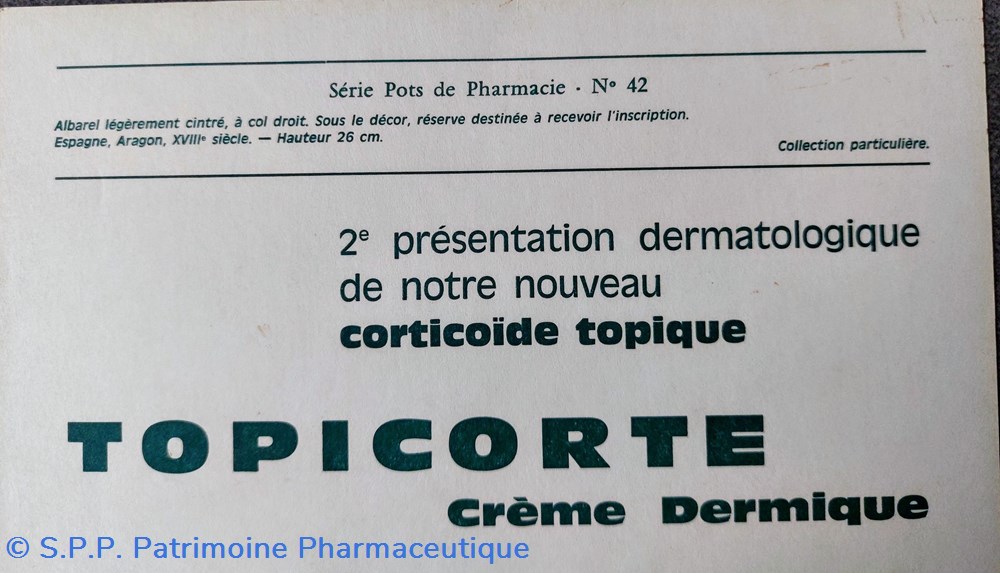 Série Pots de Pharmacie · Nº 42
Albarel légèrement cintré, à col droit. Sous le décor, réserve destinée à recevoir l'inscription.
Espagne, Aragon, XVIIIᵉ siècle. — Hauteur 26 cm.
Collection particulière.
2ᵉ présentation dermatologique
de notre nouveau
corticoïde topique
TOPICORTE
Crème Dermique
© S.P.P. Patrimoine Pharmaceutique